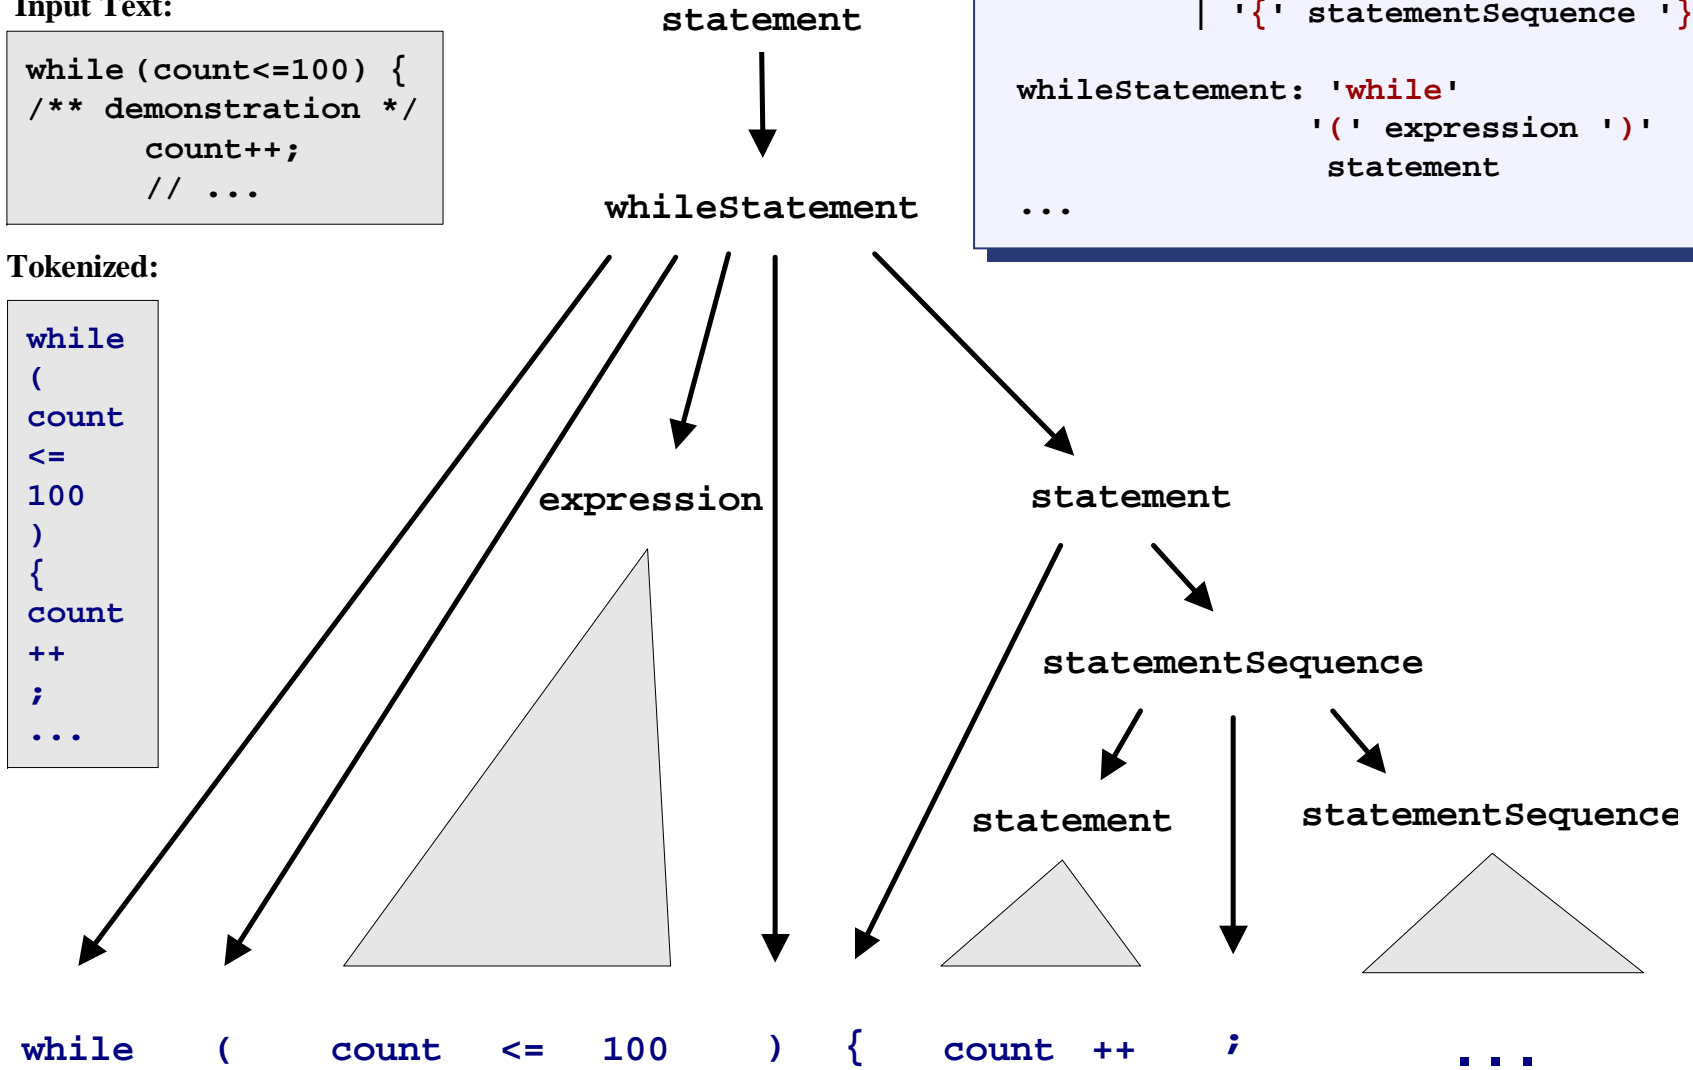 Input Text:
while (count<=100) {
/** demonstration */
count++;
// ...
Tokenized:
while
(
count
<=
100
)
{
count
++
;
...
| '{' statementSequence '}
whileStatement: 'while'
'(' expression ')'
statement
...
statement
whileStatement
expression
statement
statementSequence
statement
statementSequence
while ( count <= 100 ) { count ++ ; ...